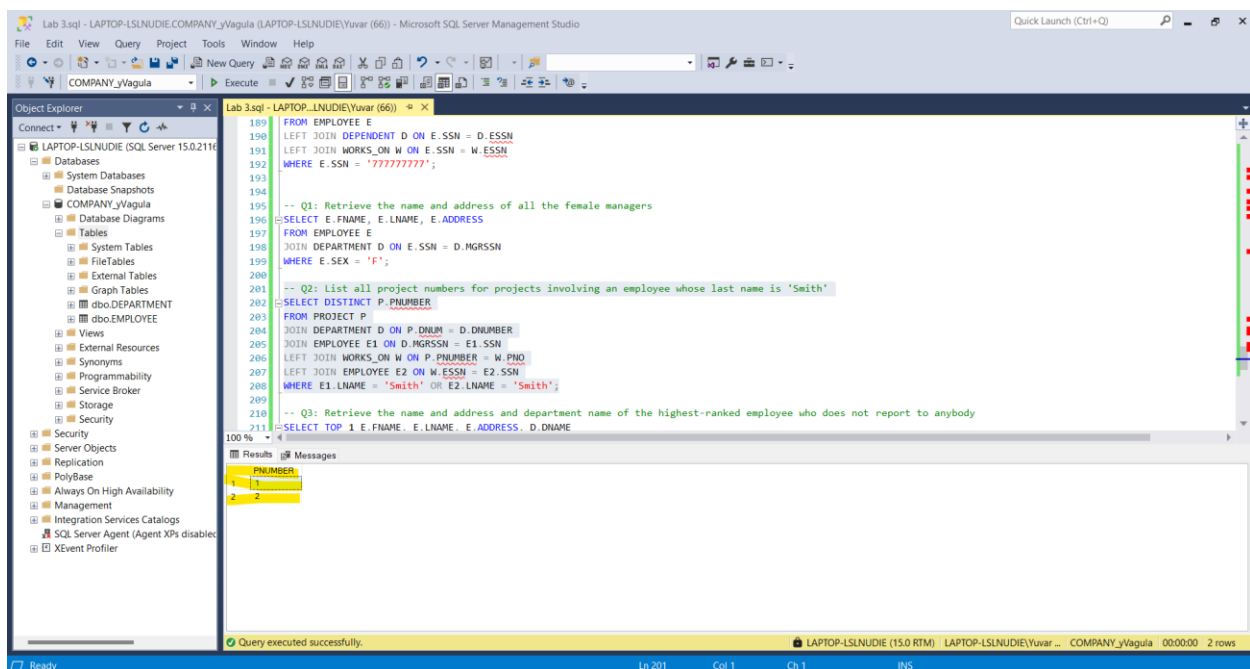 Lab 3.sql - LAPTOP-LSLNUDIE.COMPANY_yVagula (LAPTOP-LSLNUDIE\Yuvar (66)) - Microsoft SQL Server Management Studio
Quick Launch (Ctrl+Q)
File Edit View Query Project Tools Window Help
New Query
COMPANY_yVagula
Execute
Object Explorer
Connect
LAPTOP-LSLNUDIE (SQL Server 15.0.2116
Databases
System Databases
Database Snapshots
COMPANY_yVagula
Database Diagrams
Tables
System Tables
FileTables
External Tables
Graph Tables
dbo.DEPARTMENT
dbo.EMPLOYEE
Views
External Resources
Synonyms
Programmability
Service Broker
Storage
Security
Security
Server Objects
Replication
PolyBase
Always On High Availability
Management
Integration Services Catalogs
SQL Server Agent (Agent XPs disabled
XEvent Profiler
Lab 3.sql - LAPTOP...LNUDIE\Yuvar (66))
189 FROM EMPLOYEE E
190 LEFT JOIN DEPENDENT D ON E.SSN = D.ESSN
191 LEFT JOIN WORKS_ON W ON E.SSN = W.ESSN
192 WHERE E.SSN = '777777777';
193
194
195 -- Q1: Retrieve the name and address of all the female managers
196 SELECT E.FNAME, E.LNAME, E.ADDRESS
197 FROM EMPLOYEE E
198 JOIN DEPARTMENT D ON E.SSN = D.MGRSSN
199 WHERE E.SEX = 'F';
200
201 -- Q2: List all project numbers for projects involving an employee whose last name is 'Smith'
202 SELECT DISTINCT P.PNUMBER
203 FROM PROJECT P
204 JOIN DEPARTMENT D ON P.DNUM = D.DNUMBER
205 JOIN EMPLOYEE E1 ON D.MGRSSN = E1.SSN
206 LEFT JOIN WORKS_ON W ON P.PNUMBER = W.PNO
207 LEFT JOIN EMPLOYEE E2 ON W.ESSN = E2.SSN
208 WHERE E1.LNAME = 'Smith' OR E2.LNAME = 'Smith';
209
210 -- Q3: Retrieve the name and address and department name of the highest-ranked employee who does not report to anybody
211 SELECT TOP 1 E.FNAME, E.LNAME, E.ADDRESS, D.DNAME
100 %
Results Messages
PNUMBER
1 1
2 2
Query executed successfully.
LAPTOP-LSLNUDIE (15.0 RTM) LAPTOP-LSLNUDIE\Yuvar ... COMPANY_yVagula 00:00:00 2 rows
Ready Ln 201 Col 1 Ch 1 INS